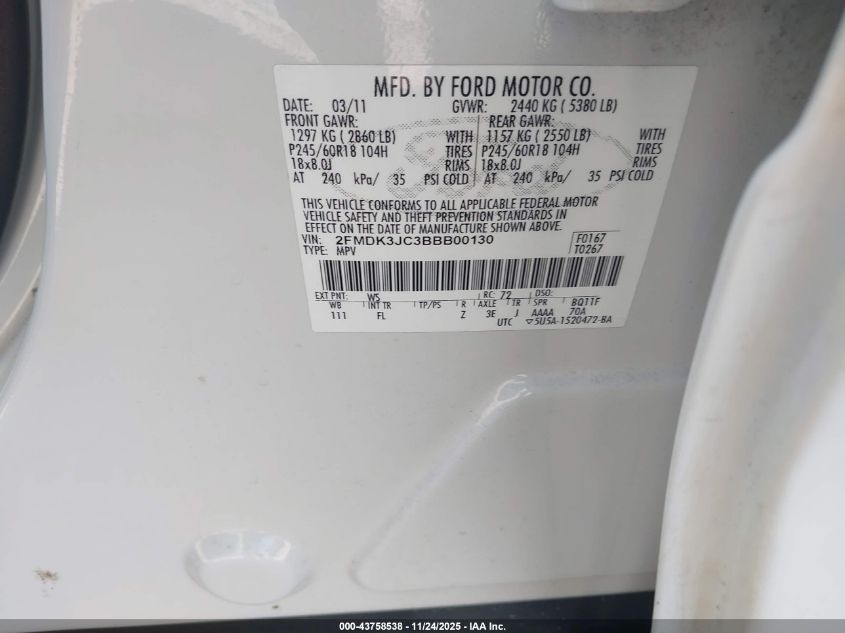 MFD. BY FORD MOTOR CO.
DATE: 03/11 GVWR: 2440 KG ( 5380 LB)
FRONT GAWR: REAR GAWR:
1297 KG ( 2860 LB) WITH 1157 KG ( 2550 LB) WITH
P245/60R18 104H TIRES P245/60R18 104H TIRES
18x8.0J RIMS 18x8.0J RIMS
AT 240 kPa/ 35 PSI COLD AT 240 kPa/ 35 PSI COLD
THIS VEHICLE CONFORMS TO ALL APPLICABLE FEDERAL MOTOR
VEHICLE SAFETY AND THEFT PREVENTION STANDARDS IN
EFFECT ON THE DATE OF MANUFACTURE SHOWN ABOVE.
VIN: 2FMDK3JC3BBB00130 F0167
TYPE: MPV T0267
EXT PNT: WS RC: 72 DSO:
WB INT TR TP/PS R AXLE TR SPR BQ11F
111 FL Z 3E J AAAA 70A
UTC ▽5U5A-1520472-BA
000-43758538 - 11/24/2025 - IAA Inc.